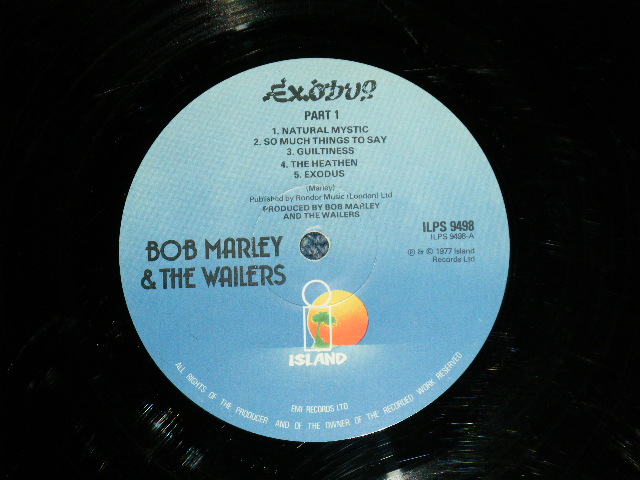 Exodus
PART 1
1. NATURAL MYSTIC
2. SO MUCH THINGS TO SAY
3. GUILTINESS
4. THE HEATHEN
5. EXODUS
(Marley)
Published by Rondor Music (London) Ltd
PRODUCED BY BOB MARLEY
AND THE WAILERS
BOB MARLEY
& THE WAILERS
ILPS 9498
ILPS 9498-A
℗ & © 1977 Island
Records Ltd
ISLAND
EMI RECORDS LTD
ALL RIGHTS OF THE PRODUCER AND OF THE OWNER OF THE RECORDED WORK RESERVED